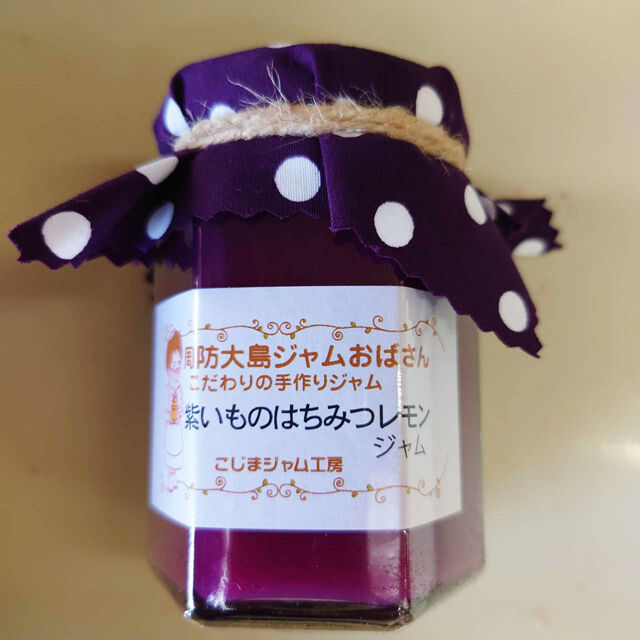 周防大島ジャムおばさん
こだわりの手作りジャム
紫いものはちみつレモン
ジャム
こじまジャム工房